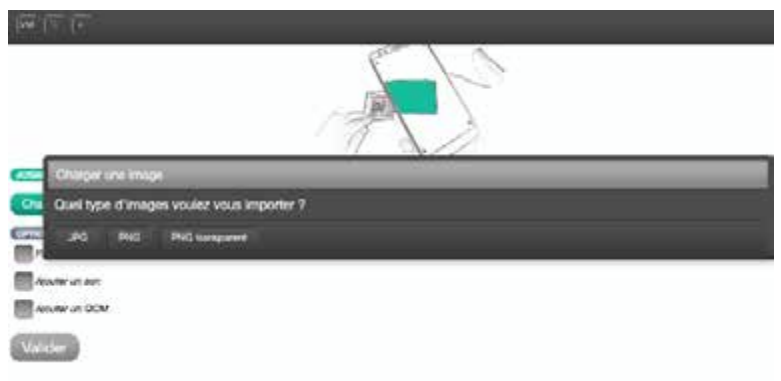 Charger une image
Quel type d'images voulez vous importer ?
JPG PNG PNG transparent
Ajouter un son
Ajouter un QCM
Valider